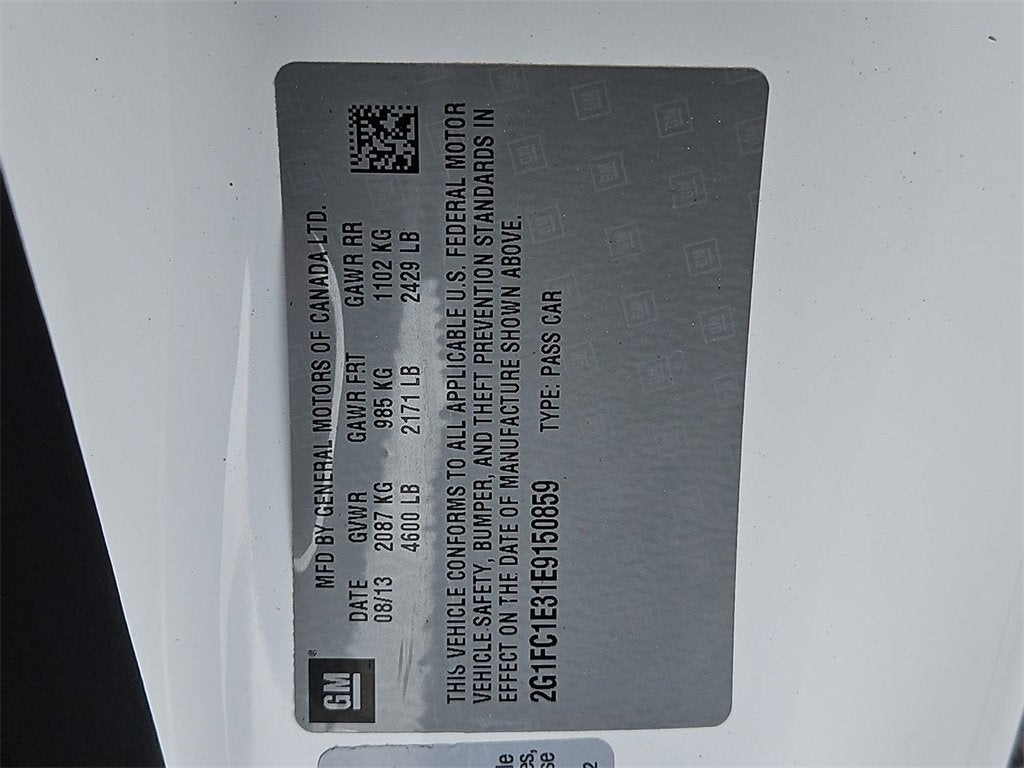 GM®
MFD BY GENERAL MOTORS OF CANADA LTD.
DATE GVWR GAWR FRT GAWR RR
08/13 2087 KG 985 KG 1102 KG
4600 LB 2171 LB 2429 LB
THIS VEHICLE CONFORMS TO ALL APPLICABLE U.S. FEDERAL MOTOR
VEHICLE SAFETY, BUMPER, AND THEFT PREVENTION STANDARDS IN
EFFECT ON THE DATE OF MANUFACTURE SHOWN ABOVE.
2G1FC1E31E9150859 TYPE: PASS CAR